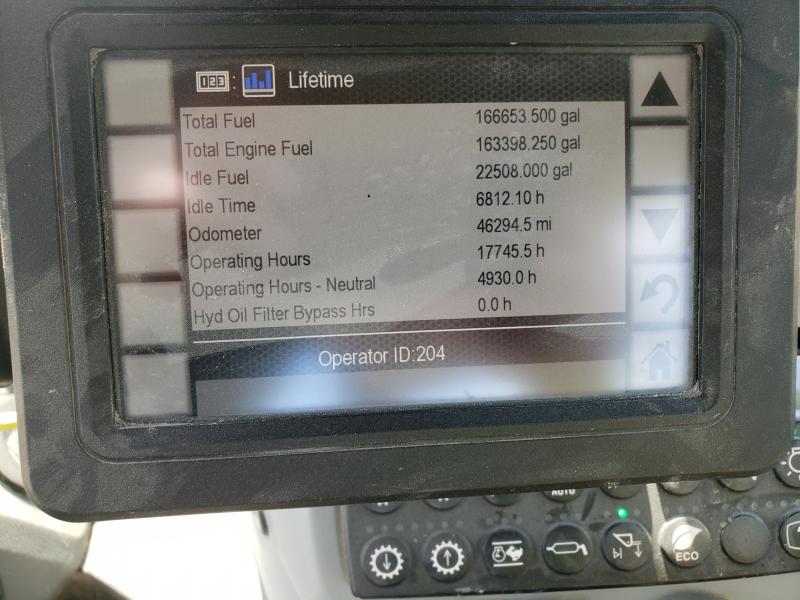 123 : Lifetime
Total Fuel 166653.500 gal
Total Engine Fuel 163398.250 gal
Idle Fuel 22508.000 gal
Idle Time 6812.10 h
Odometer 46294.5 mi
Operating Hours 17745.5 h
Operating Hours - Neutral 4930.0 h
Hyd Oil Filter Bypass Hrs 0.0 h
Operator ID:204
AUTO
ECO